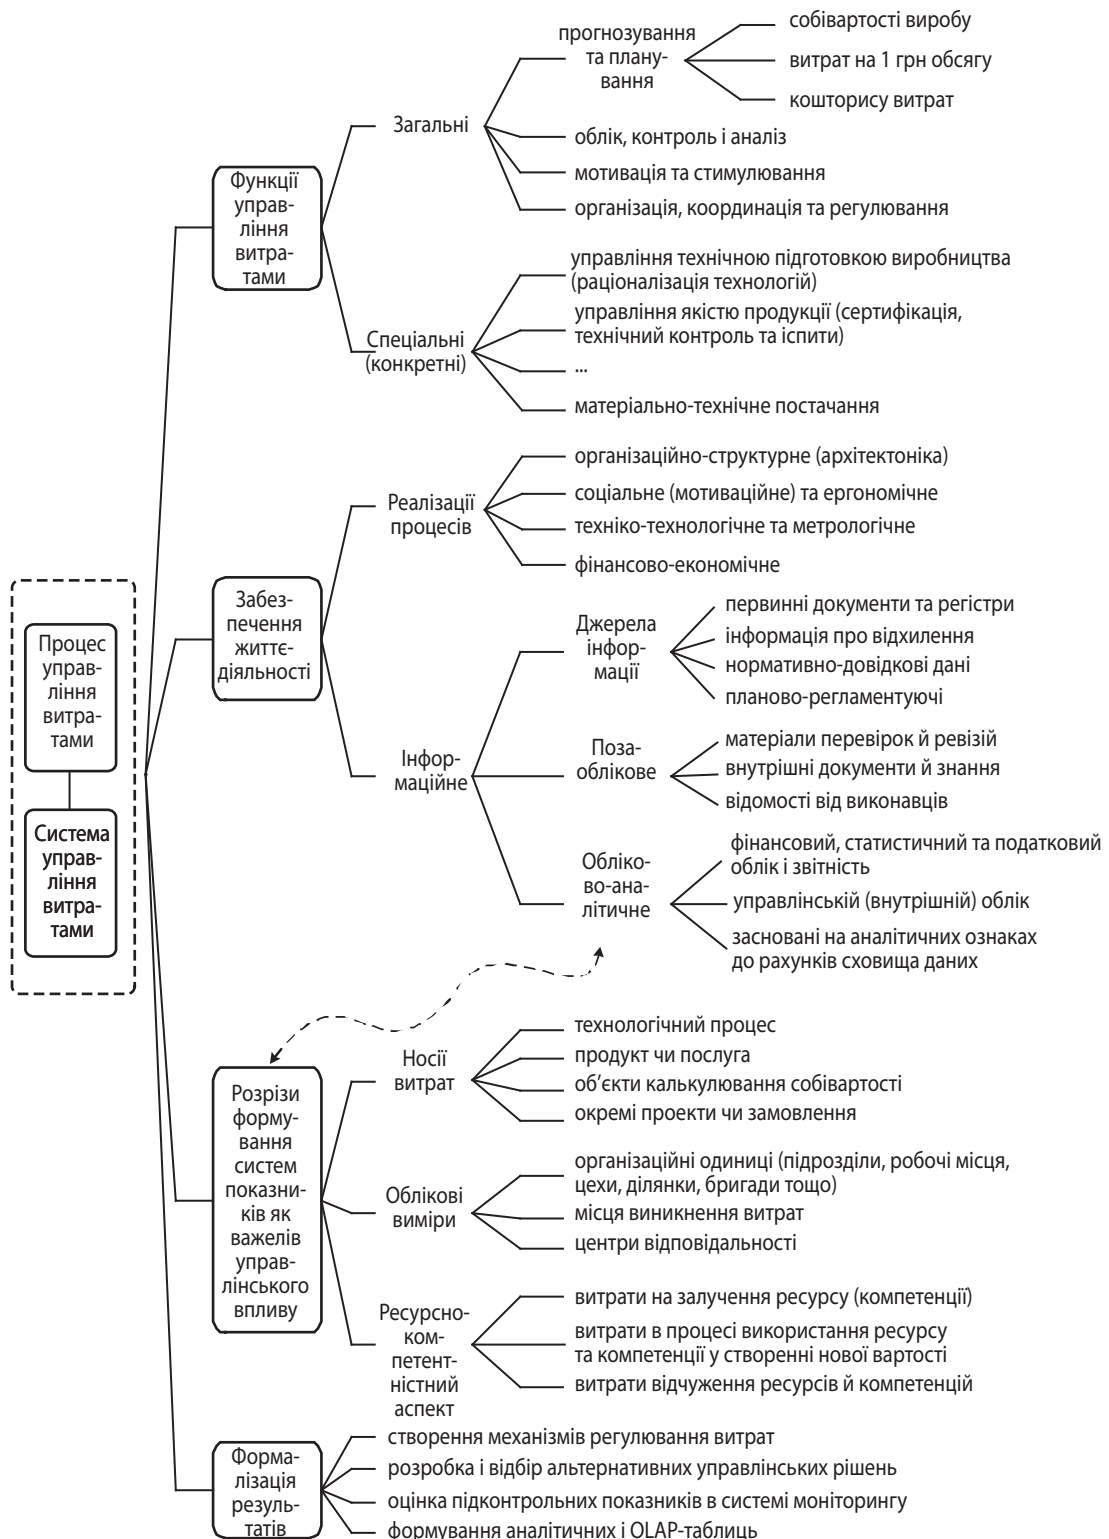 Процес
управ-
ління
витра-
тами
Система
управ-
ління
витра-
тами
Функції
управ-
ління
витра-
тами
Загальні
прогнозування
та плану-
вання
собівартості виробу
витрат на 1 грн обсягу
кошторису витрат
облік, контроль і аналіз
мотивація та стимулювання
організація, координація та регулювання
Спеціальні
(конкретні)
управління технічною підготовкою виробництва
(раціоналізація технологій)
управління якістю продукції (сертифікація,
технічний контроль та іспити)
...
матеріально-технічне постачання
Забез-
печення
життє-
діяльності
Реалізації
процесів
організаційно-структурне (архітектоніка)
соціальне (мотиваційне) та ергономічне
техніко-технологічне та метрологічне
фінансово-економічне
Інфор-
маційне
Джерела
інфор-
мації
первинні документи та регістри
інформація про відхилення
нормативно-довідкові дані
планово-регламентуючі
Поза-
облікове
матеріали перевірок й ревізій
внутрішні документи й знання
відомості від виконавців
Обліко-
во-ана-
літичне
фінансовий, статистичний та податковий
облік і звітність
управлінській (внутрішній) облік
засновані на аналітичних ознаках
до рахунків сховища даних
Розрізи
форму-
вання
систем
показни-
ків як
важелів
управ-
лінського
впливу
Носії
витрат
технологічний процес
продукт чи послуга
об’єкти калькулювання собівартості
окремі проекти чи замовлення
Облікові
виміри
організаційні одиниці (підрозділи, робочі місця,
цехи, ділянки, бригади тощо)
місця виникнення витрат
центри відповідальності
Ресурсно-
ком-
петент-
ністний
аспект
витрати на залучення ресурсу (компетенції)
витрати в процесі використання ресурсу
та компетенції у створенні нової вартості
витрати відчуження ресурсів й компетенцій
Форма-
лізація
резуль-
татів
створення механізмів регулювання витрат
розробка і відбір альтернативних управлінських рішень
оцінка підконтрольних показників в системі моніторингу
формування аналітичних і OLAP-таблиць